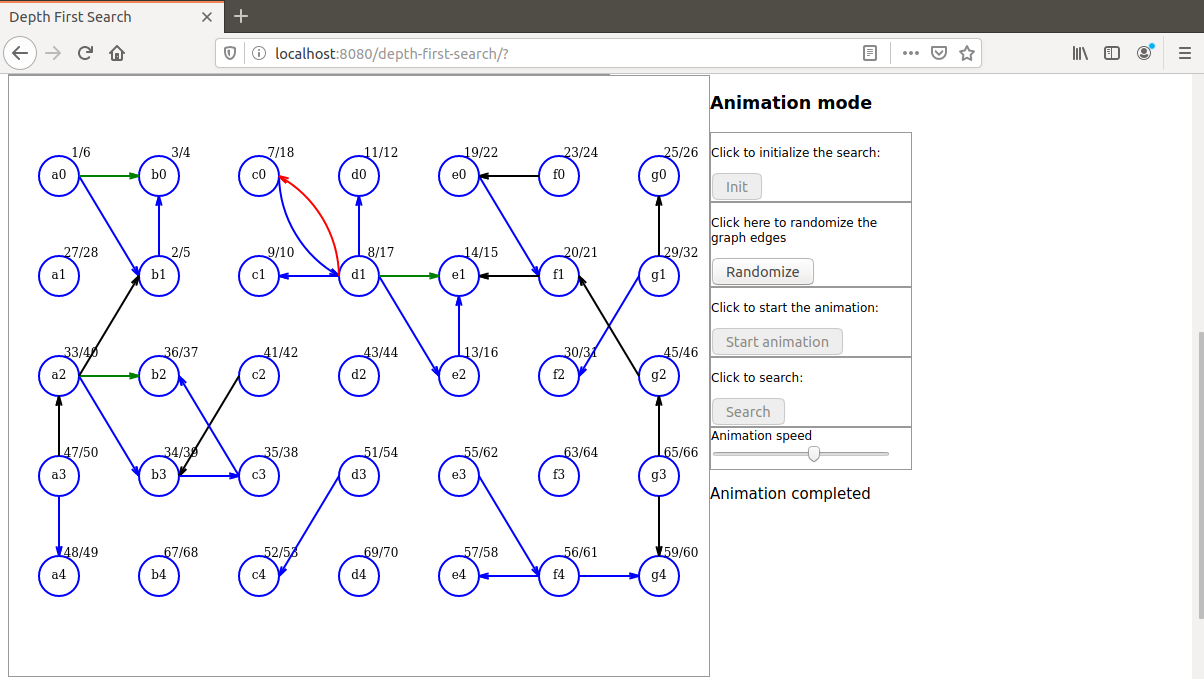 Depth First Search
localhost:8080/depth-first-search/?
Animation mode
1/6 3/4 7/18 11/12 19/22 23/24 25/26
a0 b0 c0 d0 e0 f0 g0
27/28 2/5 9/10 8/17 14/15 20/21 29/32
a1 b1 c1 d1 e1 f1 g1
33/40 36/37 41/42 43/44 13/16 30/31 45/46
a2 b2 c2 d2 e2 f2 g2
47/50 34/39 35/38 51/54 55/62 63/64 65/66
a3 b3 c3 d3 e3 f3 g3
48/49 67/68 52/53 69/70 57/58 56/61 59/60
a4 b4 c4 d4 e4 f4 g4
Click to initialize the search:
Init
Click here to randomize the
graph edges
Randomize
Click to start the animation:
Start animation
Click to search:
Search
Animation speed
Animation completed